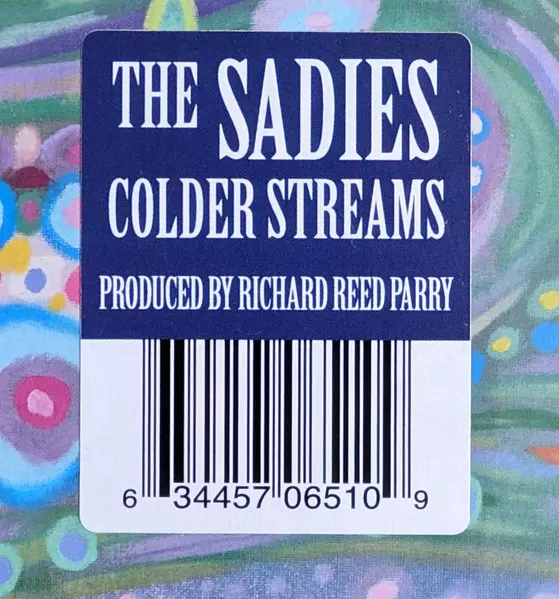 THE SADIES
COLDER STREAMS
PRODUCED BY RICHARD REED PARRY
6 34457 06510 9